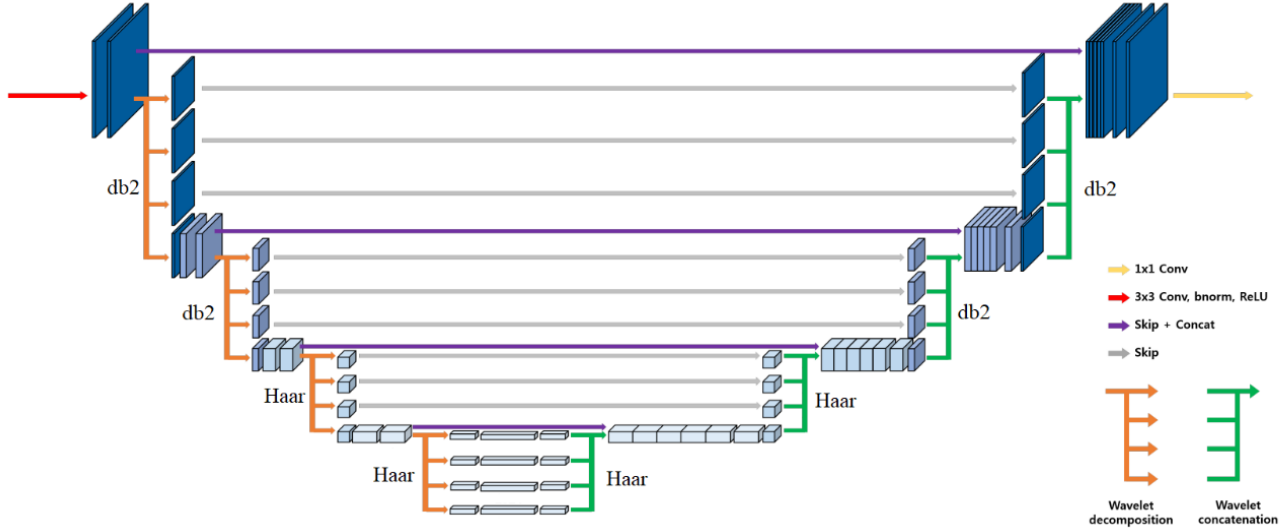 db2
db2
db2
db2
Haar
Haar
Haar
Haar
1x1 Conv
3x3 Conv, bnorm, ReLU
Skip + Concat
Skip
Wavelet
decomposition
Wavelet
concatenation